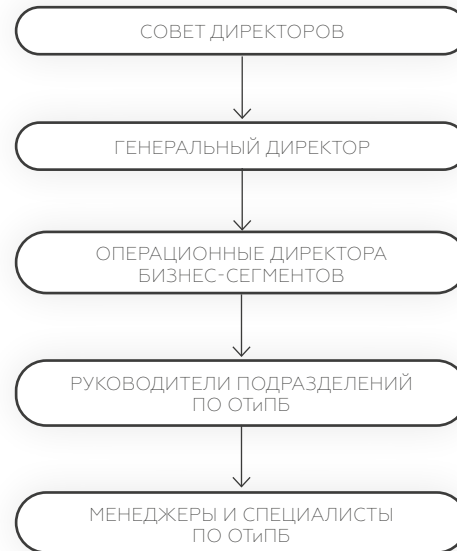 СОВЕТ ДИРЕКТОРОВ
ГЕНЕРАЛЬНЫЙ ДИРЕКТОР
ОПЕРАЦИОННЫЕ ДИРЕКТОРА
БИЗНЕС-СЕГМЕНТОВ
РУКОВОДИТЕЛИ ПОДРАЗДЕЛЕНИЙ
ПО ОТиПБ
МЕНЕДЖЕРЫ И СПЕЦИАЛИСТЫ
ПО ОТиПБ